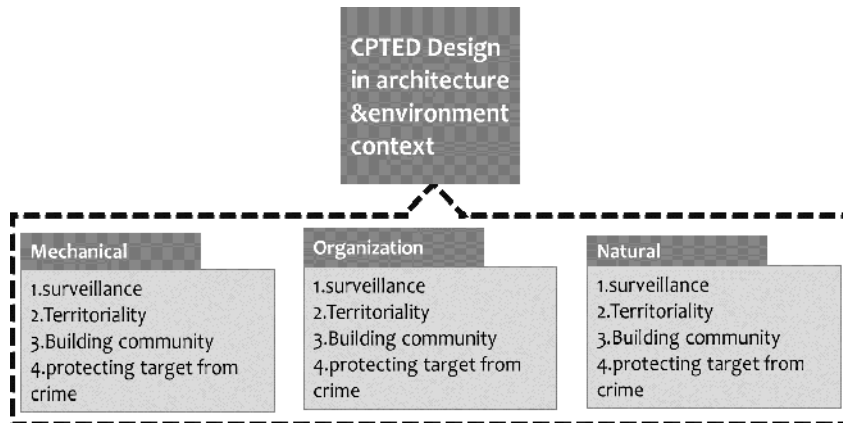 CPTED Design
in architecture
&environment
context
Mechanical
1.surveillance
2.Territoriality
3.Building community
4.protecting target from
crime
Organization
1.surveillance
2.Territoriality
3.Building community
4.protecting target from
crime
Natural
1.surveillance
2.Territoriality
3.Building community
4.protecting target from
crime